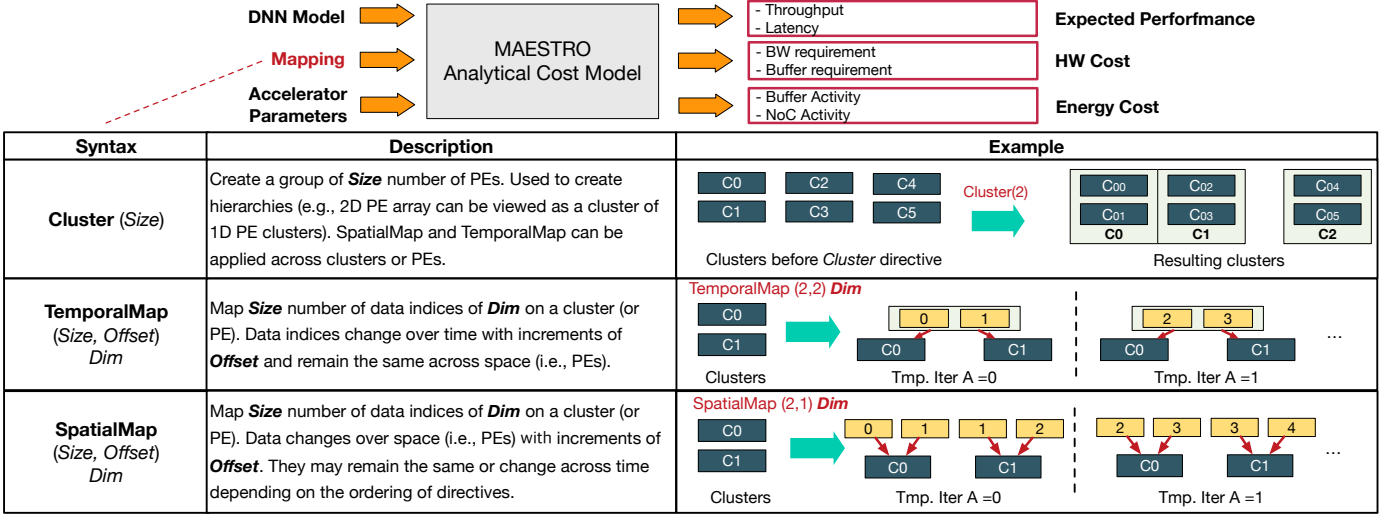 DNN Model
Mapping
Accelerator
Parameters
MAESTRO
Analytical Cost Model
- Throughput
- Latency
- BW requirement
- Buffer requirement
- Buffer Activity
- NoC Activity
Expected Perforfmance
HW Cost
Energy Cost
Syntax Description Example
Cluster (Size)
Create a group of Size number of PEs. Used to create
hierarchies (e.g., 2D PE array can be viewed as a cluster of
1D PE clusters). SpatialMap and TemporalMap can be
applied across clusters or PEs.
C0 C2 C4
C1 C3 C5
Clusters before Cluster directive
Cluster(2)
C00 C02 C04
C01 C03 C05
C0 C1 C2
Resulting clusters
TemporalMap
(Size, Offset)
Dim
Map Size number of data indices of Dim on a cluster (or
PE). Data indices change over time with increments of
Offset and remain the same across space (i.e., PEs).
TemporalMap (2,2) Dim
C0
C1
Clusters
0 1
C0 C1
Tmp. Iter A =0
2 3
C0 C1
Tmp. Iter A =1
...
SpatialMap
(Size, Offset)
Dim
Map Size number of data indices of Dim on a cluster (or
PE). Data changes over space (i.e., PEs) with increments of
Offset. They may remain the same or change across time
depending on the ordering of directives.
SpatialMap (2,1) Dim
C0
C1
Clusters
0 1 1 2
C0 C1
Tmp. Iter A =0
2 3 3 4
C0 C1
Tmp. Iter A =1
...